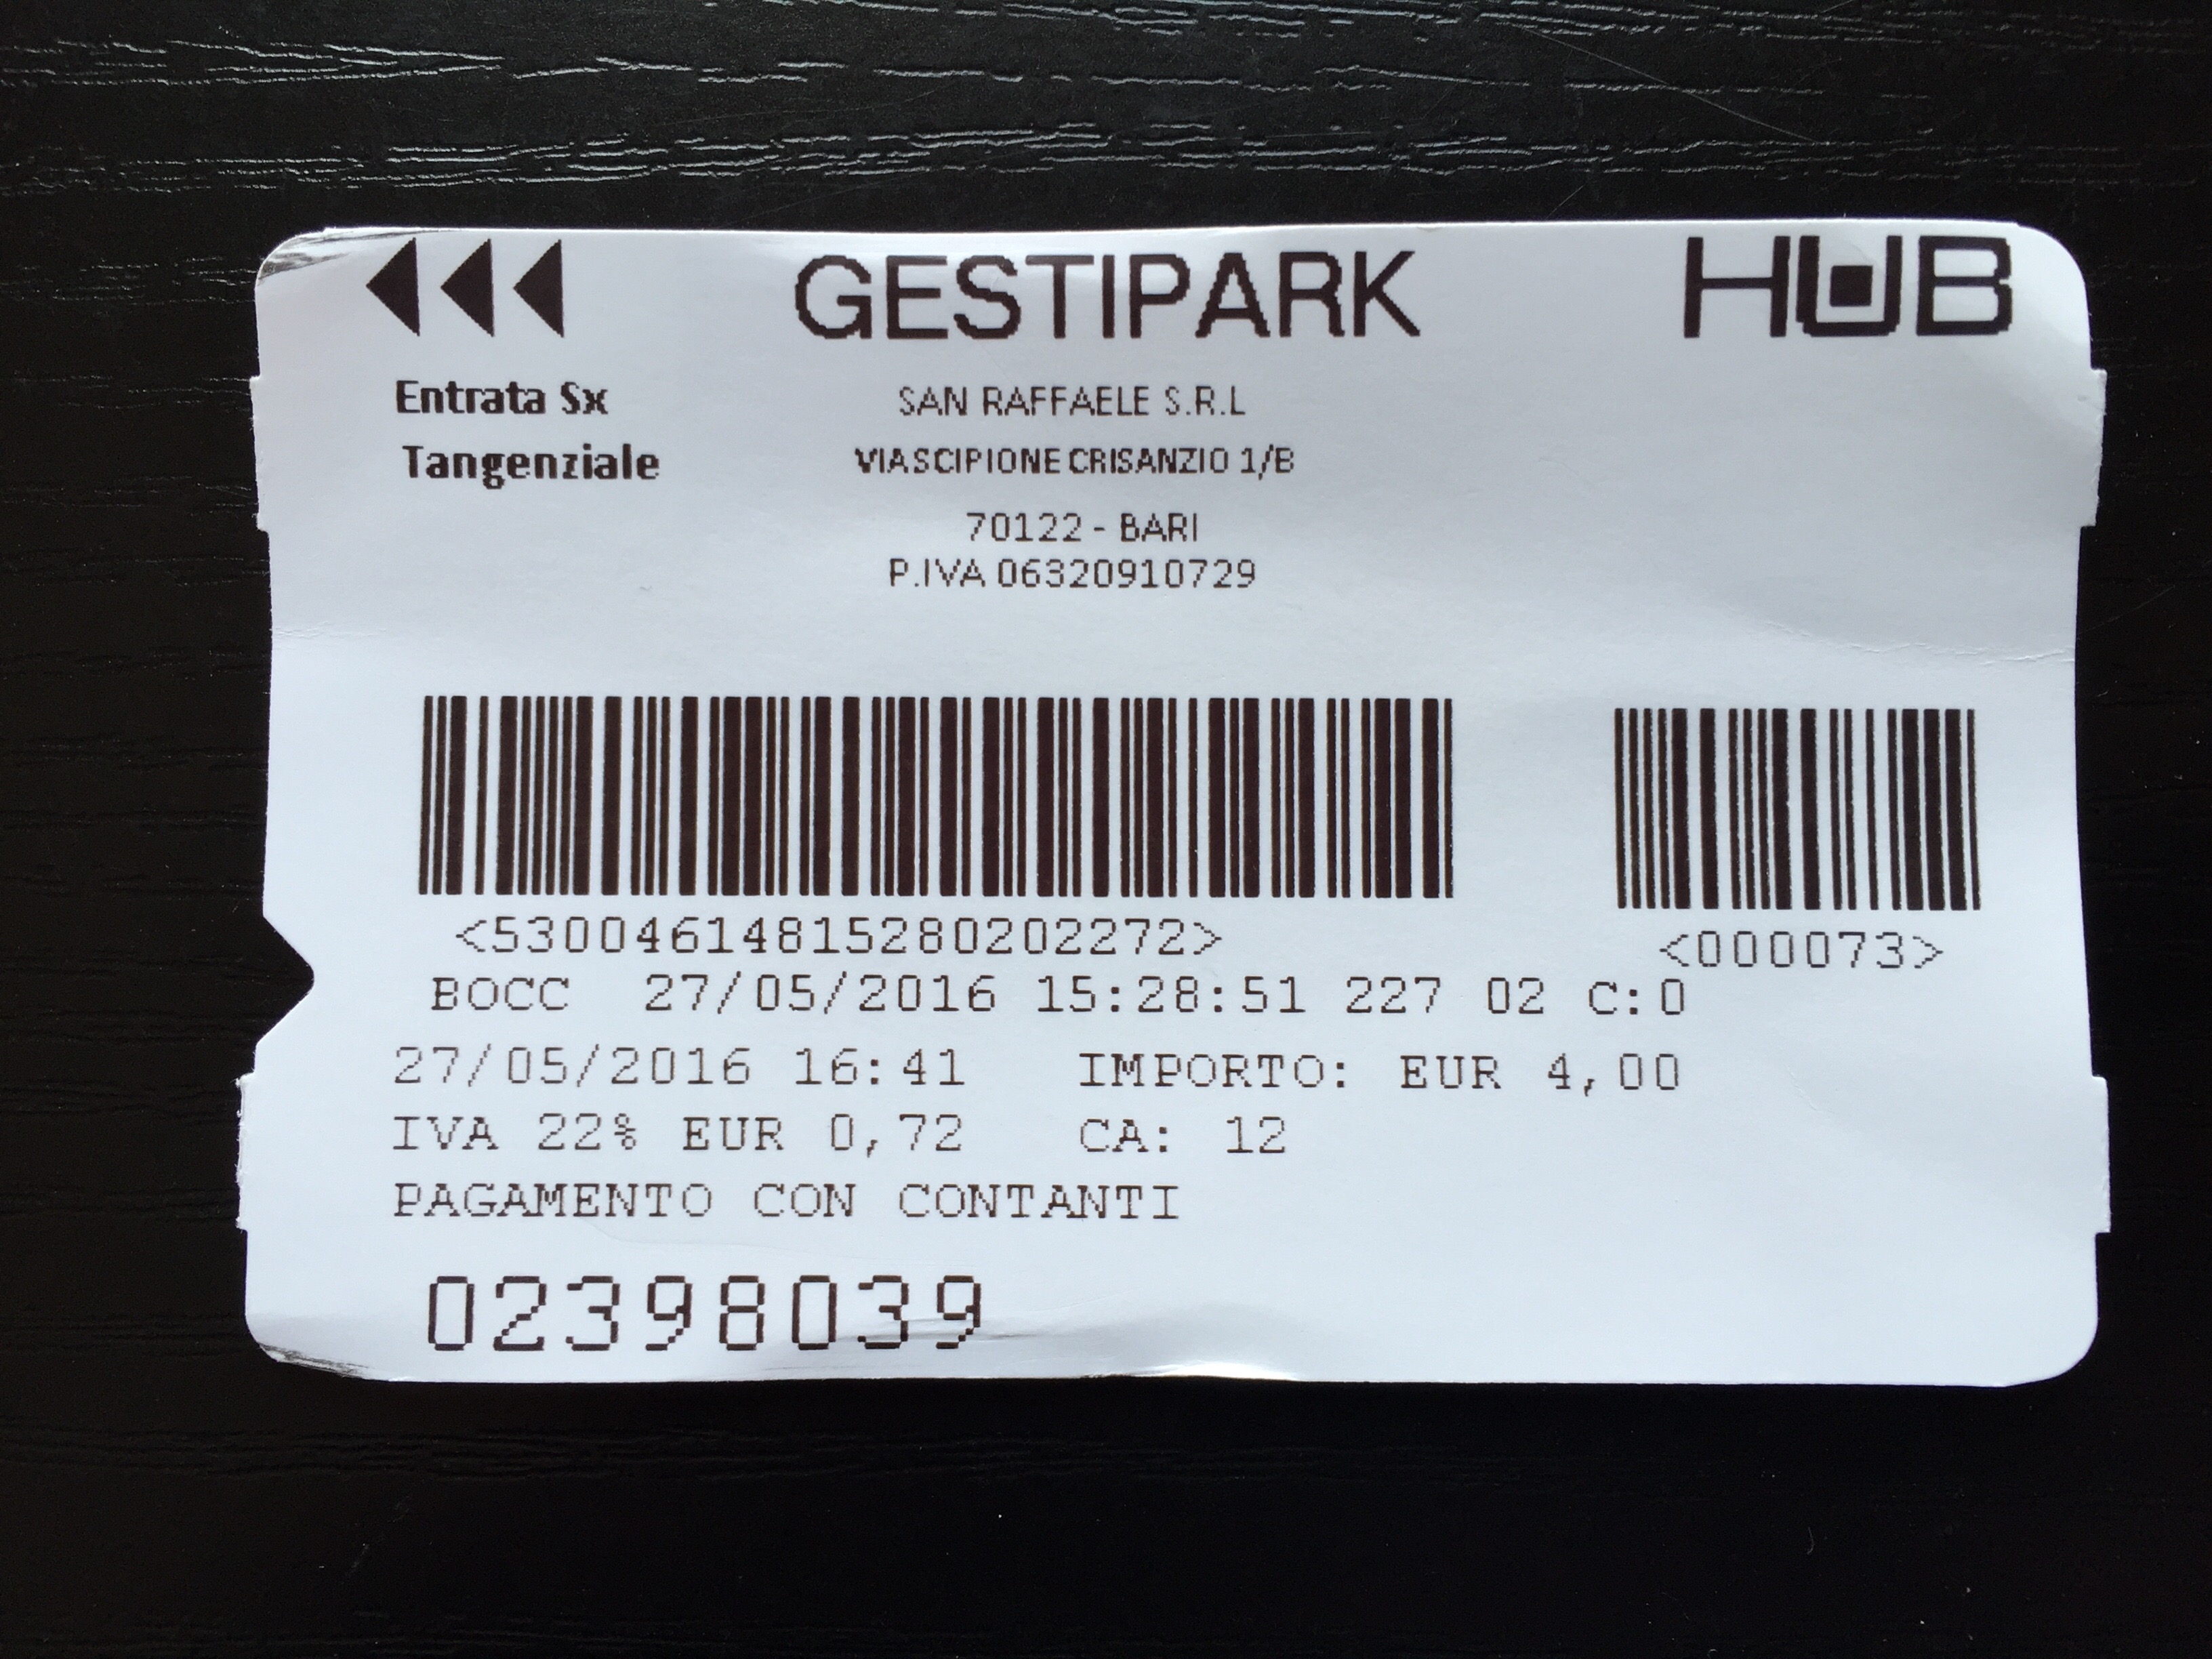 GESTIPARK HUB
Entrata Sx
Tangenziale
SAN RAFFAELE S.R.L
VIA SCIPIONE CRISANZIO 1/B
70122 - BARI
P.IVA 06320910729
<53004614815280202272>
<000073>
BOCC 27/05/2016 15:28:51 227 02 C:0
27/05/2016 16:41 IMPORTO: EUR 4,00
IVA 22% EUR 0,72 CA: 12
PAGAMENTO CON CONTANTI
02398039